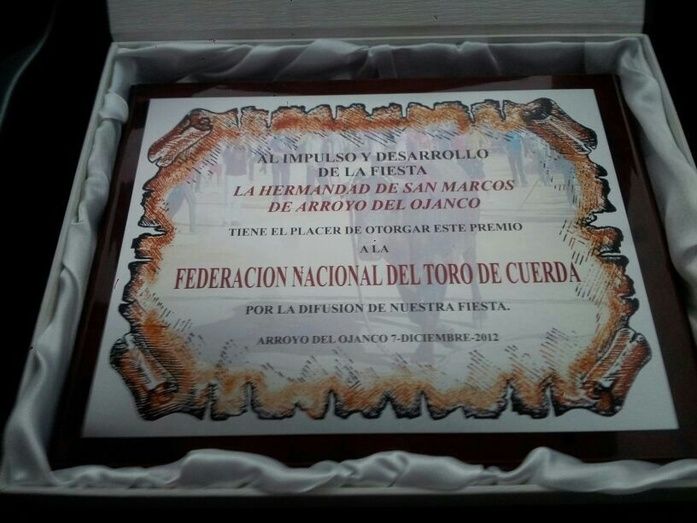 AL IMPULSO Y DESARROLLO
DE LA FIESTA
LA HERMANDAD DE SAN MARCOS
DE ARROYO DEL OJANCO
TIENE EL PLACER DE OTORGAR ESTE PREMIO
A LA
FEDERACION NACIONAL DEL TORO DE CUERDA
POR LA DIFUSION DE NUESTRA FIESTA.
ARROYO DEL OJANCO 7-DICIEMBRE-2012